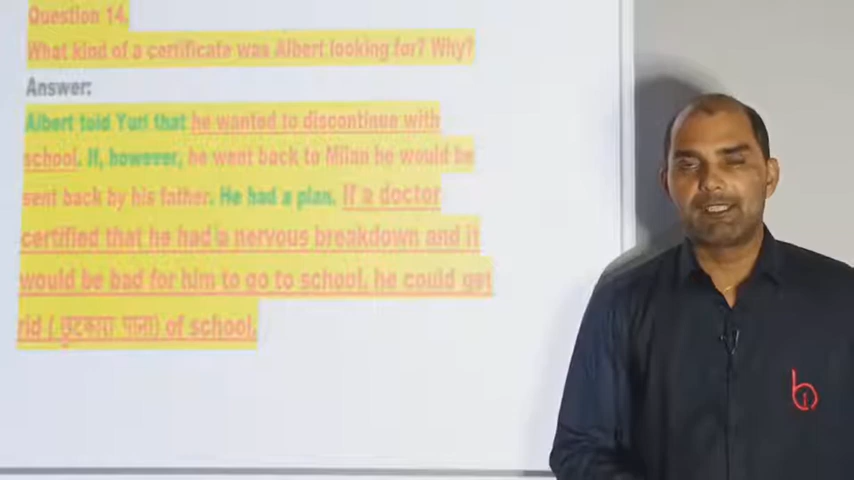 Question 14.
What kind of a certificate was Albert looking for? Why?
Answer:
Albert told Yuri that he wanted to discontinue with
school. If, however, he went back to Milan he would be
sent back by his father. He had a plan. If a doctor
certified that he had a nervous breakdown and it
would be bad for him to go to school, he could get
rid ( छुटकारा पाना) of school.